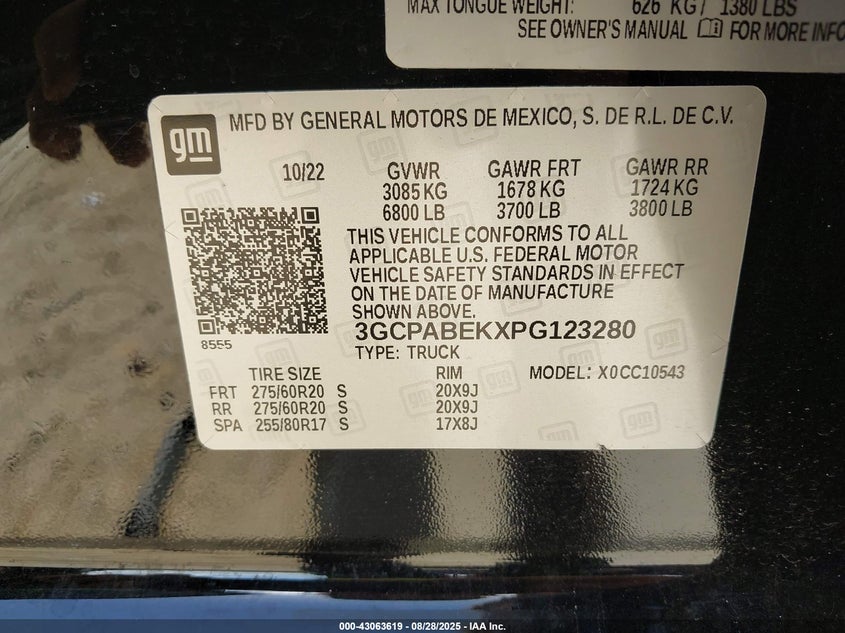 MAX TONGUE WEIGHT: 626 KG / 1380 LBS
SEE OWNER'S MANUAL FOR MORE INFO
gm
MFD BY GENERAL MOTORS DE MEXICO, S. DE R.L. DE C.V.
10/22 GVWR GAWR FRT GAWR RR
3085 KG 1678 KG 1724 KG
6800 LB 3700 LB 3800 LB
THIS VEHICLE CONFORMS TO ALL
APPLICABLE U.S. FEDERAL MOTOR
VEHICLE SAFETY STANDARDS IN EFFECT
ON THE DATE OF MANUFACTURE
SHOWN ABOVE.
8555
3GCPABEKXPG123280
TYPE: TRUCK
TIRE SIZE RIM MODEL: X0CC10543
FRT 275/60R20 S 20X9J
RR 275/60R20 S 20X9J
SPA 255/80R17 S 17X8J
000-43063619 - 08/28/2025 - IAA Inc.